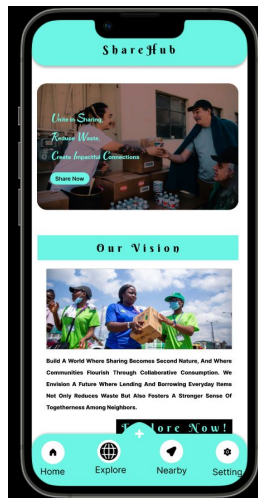 ShareHub
Unite in Sharing,
Reduce Waste,
Create Impactful Connections
Share Now
Our Vision
Build A World Where Sharing Becomes Second Nature, And Where
Communities Flourish Through Collaborative Consumption. We
Envision A Future Where Lending And Borrowing Everyday Items
Not Only Reduces Waste But Also Fosters A Stronger Sense Of
Togetherness Among Neighbors.
Now!
+
Home Explore Nearby Setting